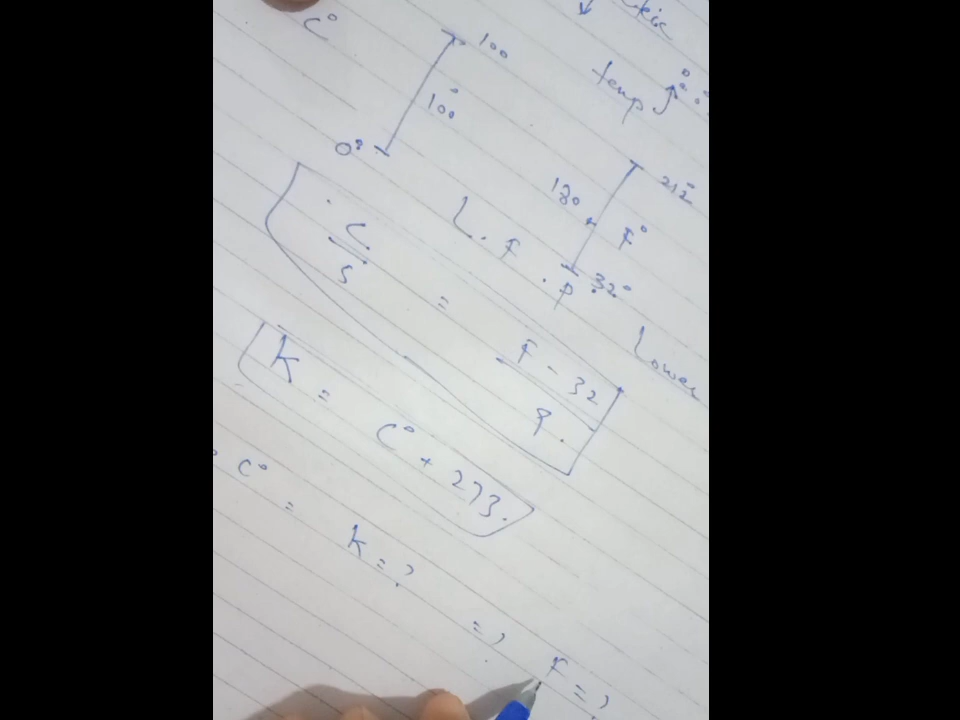 C°
100
100°
0°
temp
180
212°
F°
L. F. P 32°
Lower
C/5 = F - 32/9.
K = C° + 273.
° C° = K = ?
= ?
F = ?